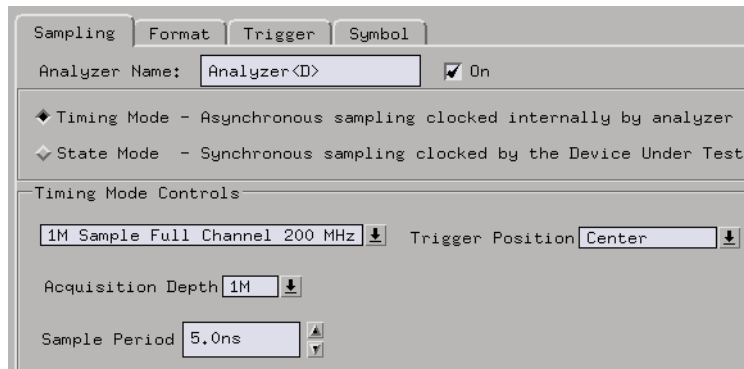 Sampling Format Trigger Symbol
Analyzer Name: Analyzer<D> On
Timing Mode - Asynchronous sampling clocked internally by analyzer
State Mode - Synchronous sampling clocked by the Device Under Test
Timing Mode Controls
1M Sample Full Channel 200 MHz Trigger Position Center
Acquisition Depth 1M
Sample Period 5.0ns